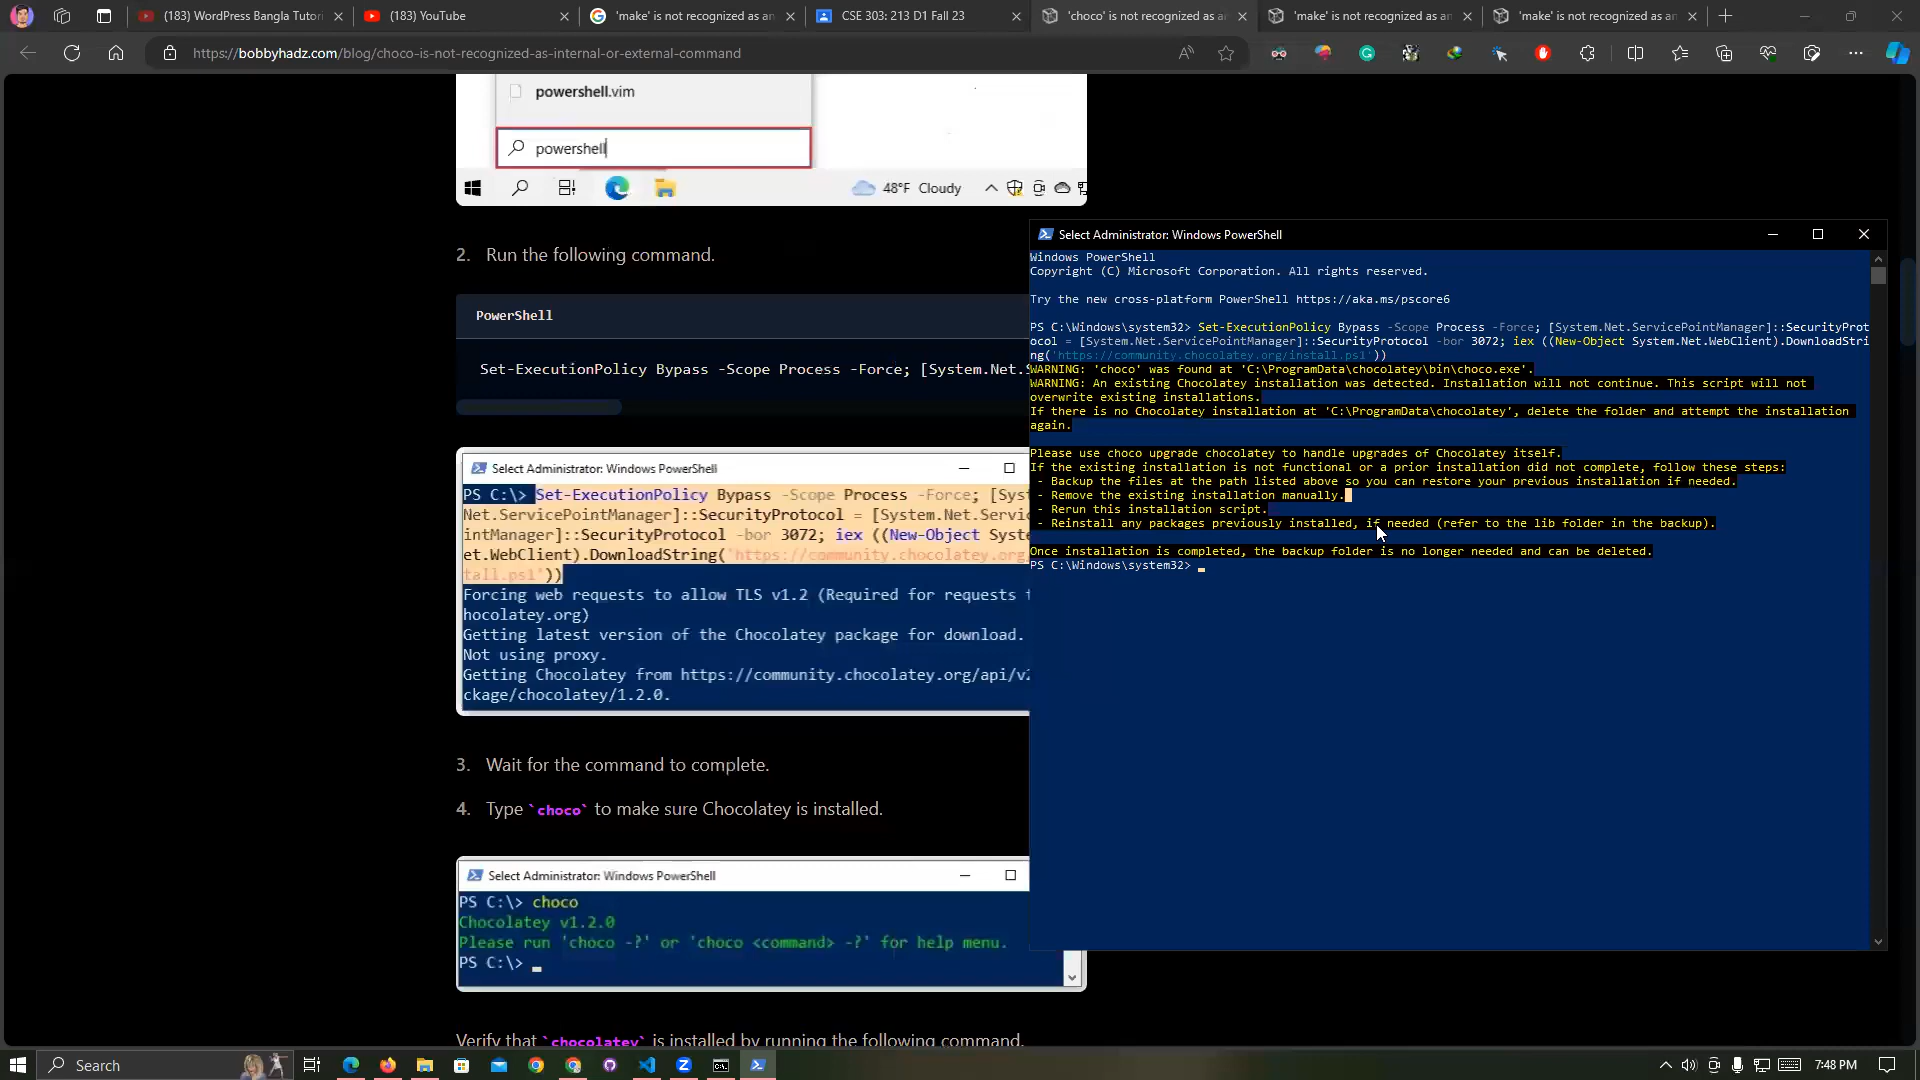 (183) WordPress Bangla Tutori
(183) YouTube
'make' is not recognized as an
CSE 303: 213 D1 Fall 23
'choco' is not recognized as an
'make' is not recognized as an
'make' is not recognized as an
https://bobbyhadz.com/blog/choco-is-not-recognized-as-internal-or-external-command
powershell.vim
powershell
48°F Cloudy
2. Run the following command.
PowerShell
Set-ExecutionPolicy Bypass -Scope Process -Force; [System.Net.S
Select Administrator: Windows PowerShell
PS C:\> Set-ExecutionPolicy Bypass -Scope Process -Force; [Syst
Net.ServicePointManager]::SecurityProtocol = [System.Net.Servic
intManager]::SecurityProtocol -bor 3072; iex ((New-Object Syste
et.WebClient).DownloadString('https://community.chocolatey.org/
tall.ps1'))
Forcing web requests to allow TLS v1.2 (Required for requests t
hocolatey.org)
Getting latest version of the Chocolatey package for download.
Not using proxy.
Getting Chocolatey from https://community.chocolatey.org/api/v2
ckage/chocolatey/1.2.0.
3. Wait for the command to complete.
4. Type `choco` to make sure Chocolatey is installed.
Select Administrator: Windows PowerShell
PS C:\> choco
Chocolatey v1.2.0
Please run 'choco -?' or 'choco <command> -?' for help menu.
PS C:\>
Verify that `chocolatey` is installed by running the following command.
Select Administrator: Windows PowerShell
Windows PowerShell
Copyright (C) Microsoft Corporation. All rights reserved.
Try the new cross-platform PowerShell https://aka.ms/pscore6
PS C:\Windows\system32> Set-ExecutionPolicy Bypass -Scope Process -Force; [System.Net.ServicePointManager]::SecurityProt
ocol = [System.Net.ServicePointManager]::SecurityProtocol -bor 3072; iex ((New-Object System.Net.WebClient).DownloadStri
ng('https://community.chocolatey.org/install.ps1'))
WARNING: 'choco' was found at 'C:\ProgramData\chocolatey\bin\choco.exe'.
WARNING: An existing Chocolatey installation was detected. Installation will not continue. This script will not
overwrite existing installations.
If there is no Chocolatey installation at 'C:\ProgramData\chocolatey', delete the folder and attempt the installation
again.
Please use choco upgrade chocolatey to handle upgrades of Chocolatey itself.
If the existing installation is not functional or a prior installation did not complete, follow these steps:
- Backup the files at the path listed above so you can restore your previous installation if needed.
- Remove the existing installation manually.
- Rerun this installation script.
- Reinstall any packages previously installed, if needed (refer to the lib folder in the backup).
Once installation is completed, the backup folder is no longer needed and can be deleted.
PS C:\Windows\system32>
Search
7:48 PM